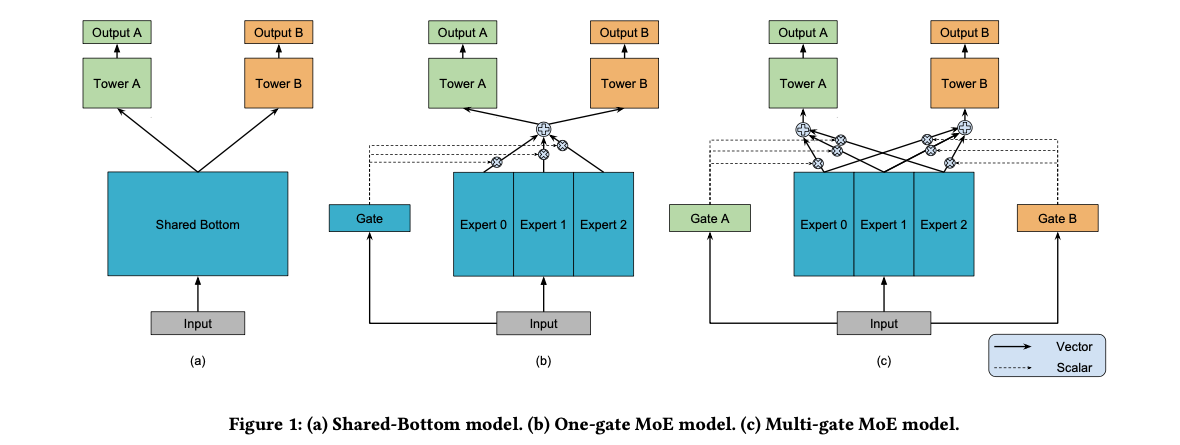 Output A
Output B
Output A
Output B
Output A
Output B
Tower A
Tower B
Tower A
Tower B
Tower A
Tower B
Shared Bottom
Gate
Expert 0
Expert 1
Expert 2
Gate A
Expert 0
Expert 1
Expert 2
Gate B
Input
Input
Input
Vector
Scalar
(a)
(b)
(c)
Figure 1: (a) Shared-Bottom model. (b) One-gate MoE model. (c) Multi-gate MoE model.